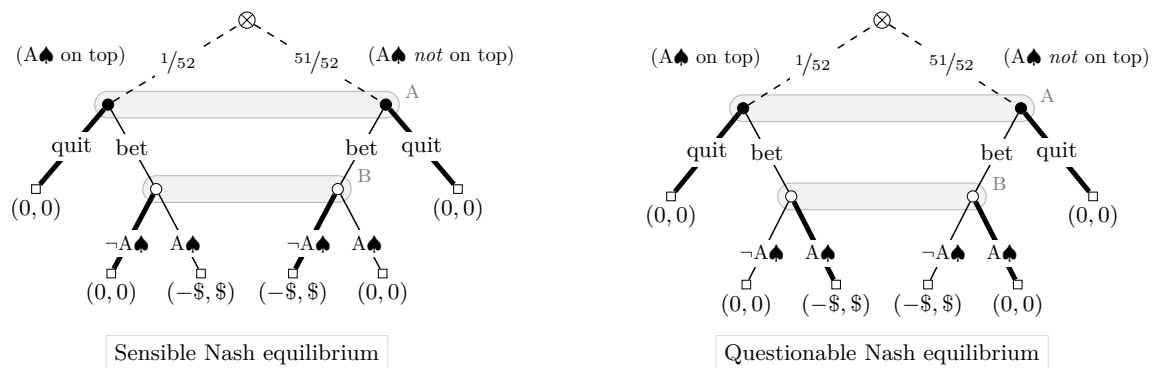 (A♠ on top) 1/52 51/52 (A♠ not on top)
A
quit bet bet quit
B
(0, 0) (0, 0)
¬A♠ A♠ ¬A♠ A♠
(0, 0) (−$, $) (−$, $) (0, 0)
Sensible Nash equilibrium
(A♠ on top) 1/52 51/52 (A♠ not on top)
A
quit bet bet quit
B
(0, 0) (0, 0)
¬A♠ A♠ ¬A♠ A♠
(0, 0) (−$, $) (−$, $) (0, 0)
Questionable Nash equilibrium